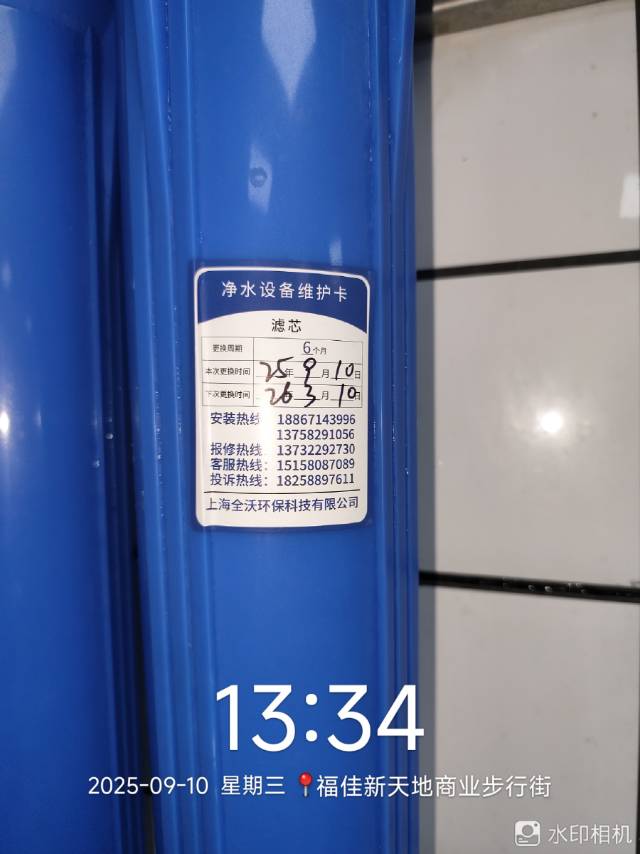 净水设备维护卡
滤芯
更换周期 6个月
本次更换时间 25年9月10日
下次更换时间 26 3月10日
安装热线：18867143996
13758291056
报修热线：13732292730
客服热线：15158087089
投诉热线：18258897611
上海全沃环保科技有限公司
13:34
2025-09-10 星期三 福佳新天地商业步行街
水印相机